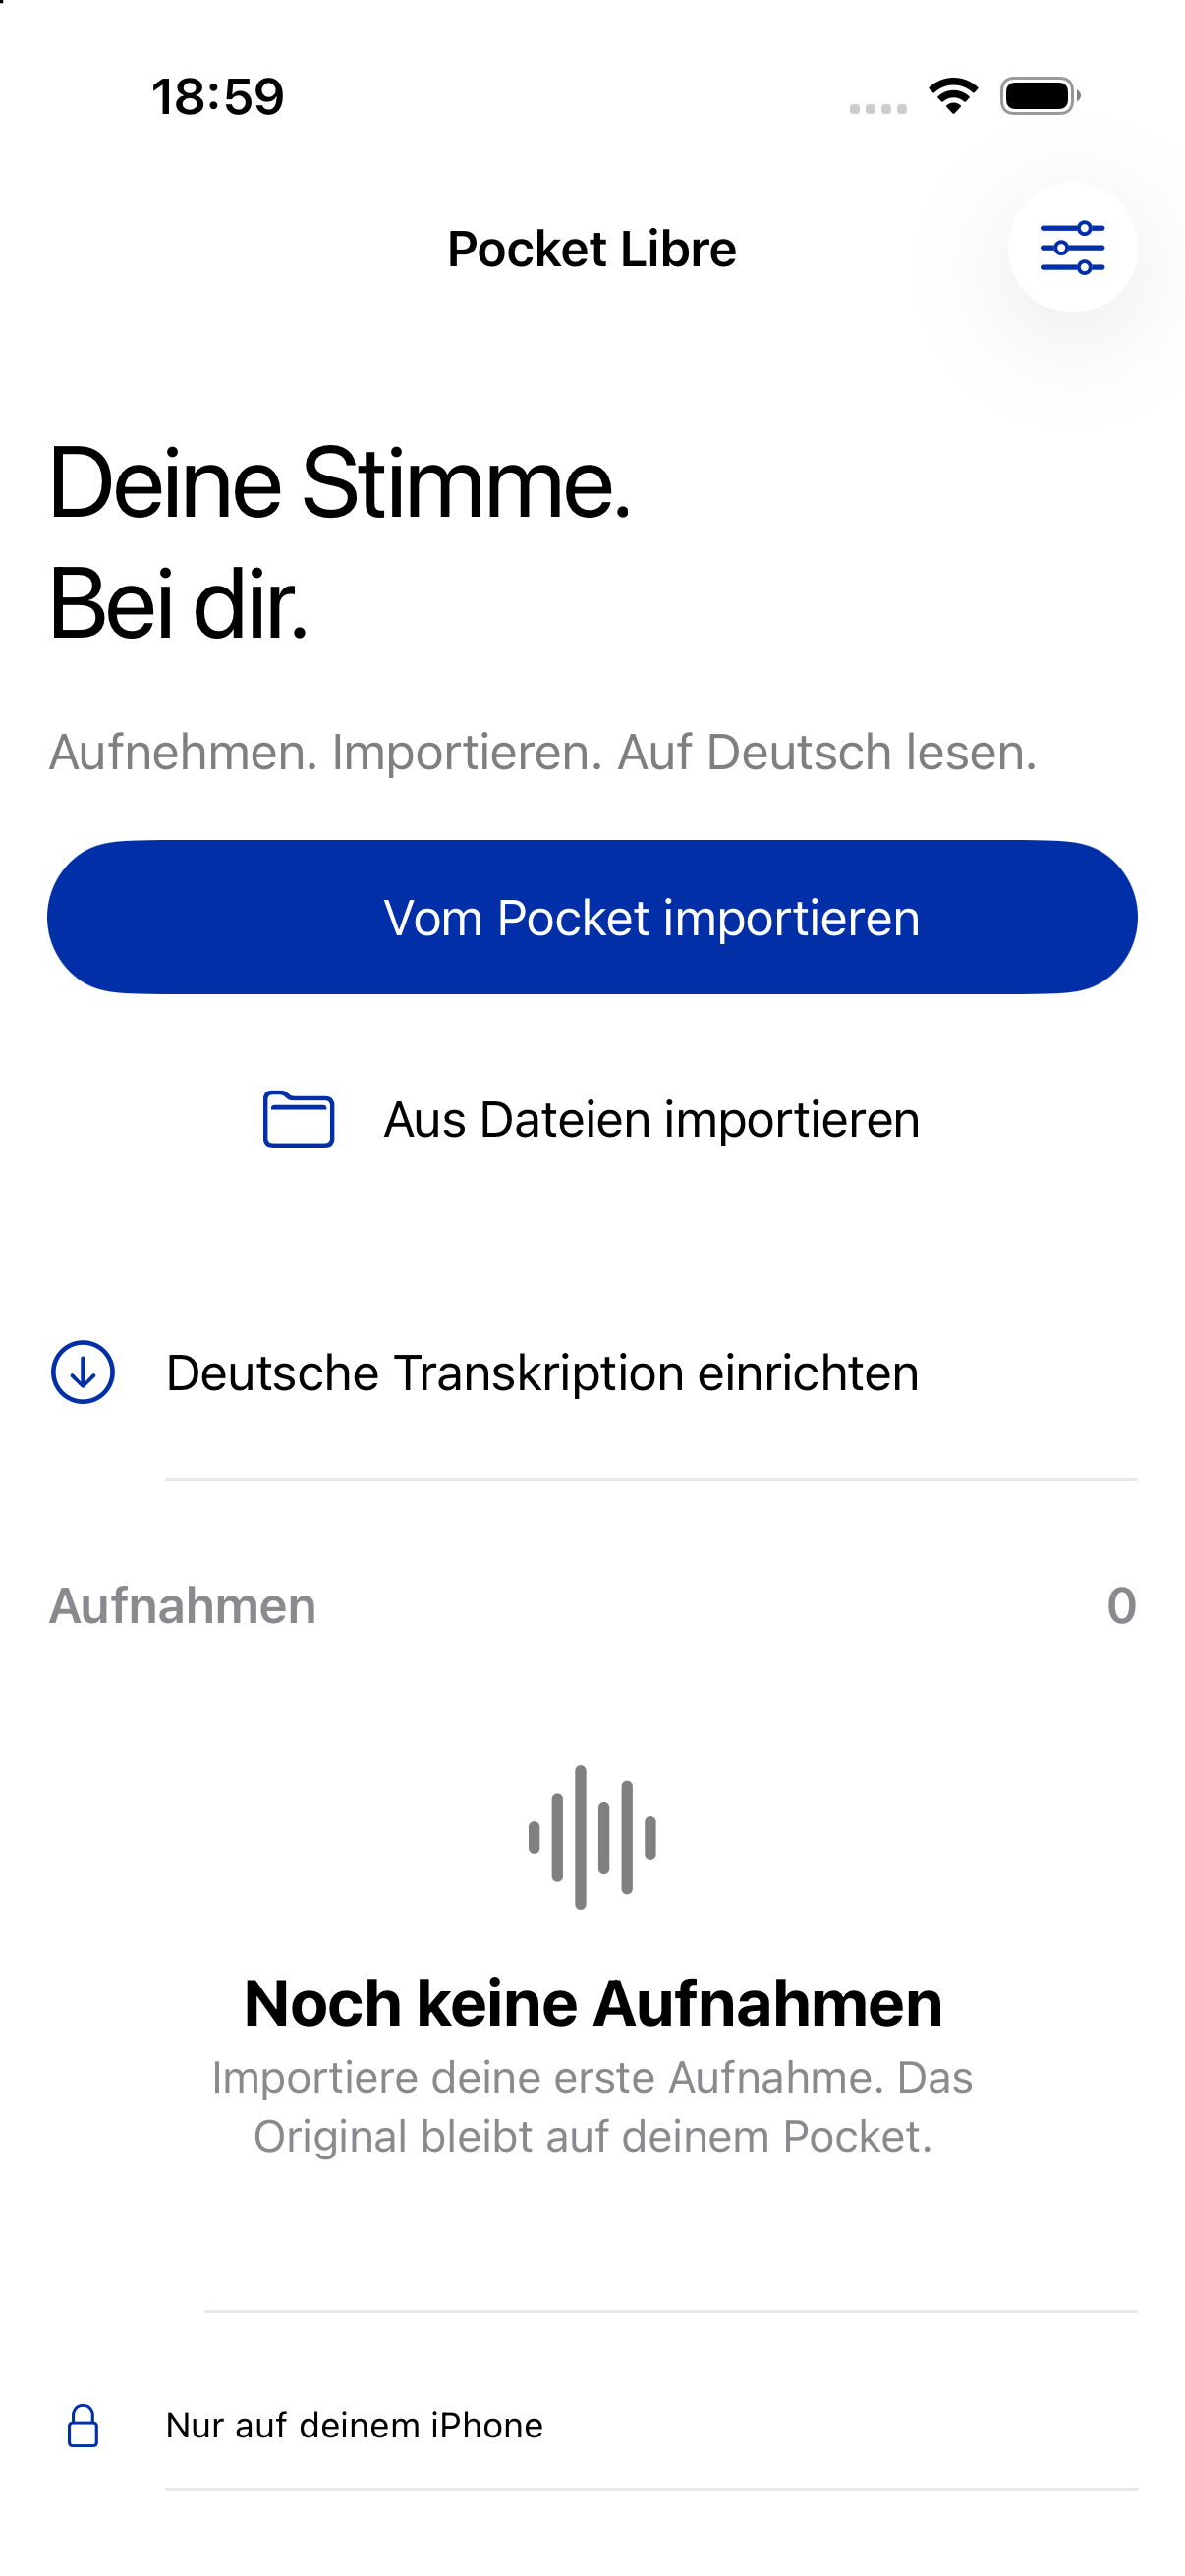 18:59
Pocket Libre
Deine Stimme.
Bei dir.
Aufnehmen. Importieren. Auf Deutsch lesen.
Vom Pocket importieren
Aus Dateien importieren
Deutsche Transkription einrichten
Aufnahmen 0
Noch keine Aufnahmen
Importiere deine erste Aufnahme. Das
Original bleibt auf deinem Pocket.
Nur auf deinem iPhone